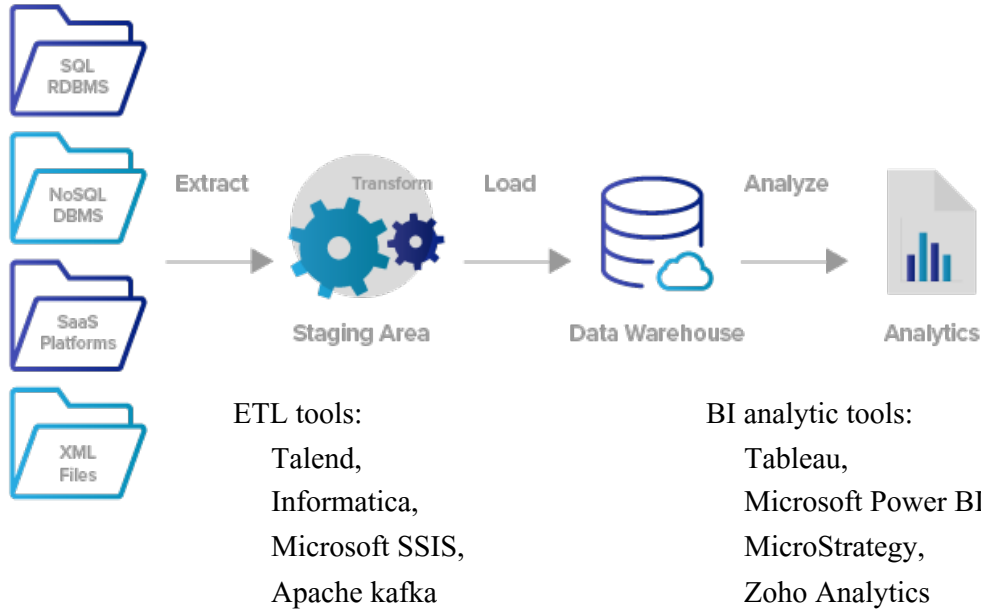 SQL
RDBMS
NoSQL
DBMS
SaaS
Platforms
XML
Files
Extract
Transform
Load
Analyze
Staging Area
Data Warehouse
Analytics
ETL tools:
Talend,
Informatica,
Microsoft SSIS,
Apache kafka
BI analytic tools:
Tableau,
Microsoft Power BI
MicroStrategy,
Zoho Analytics